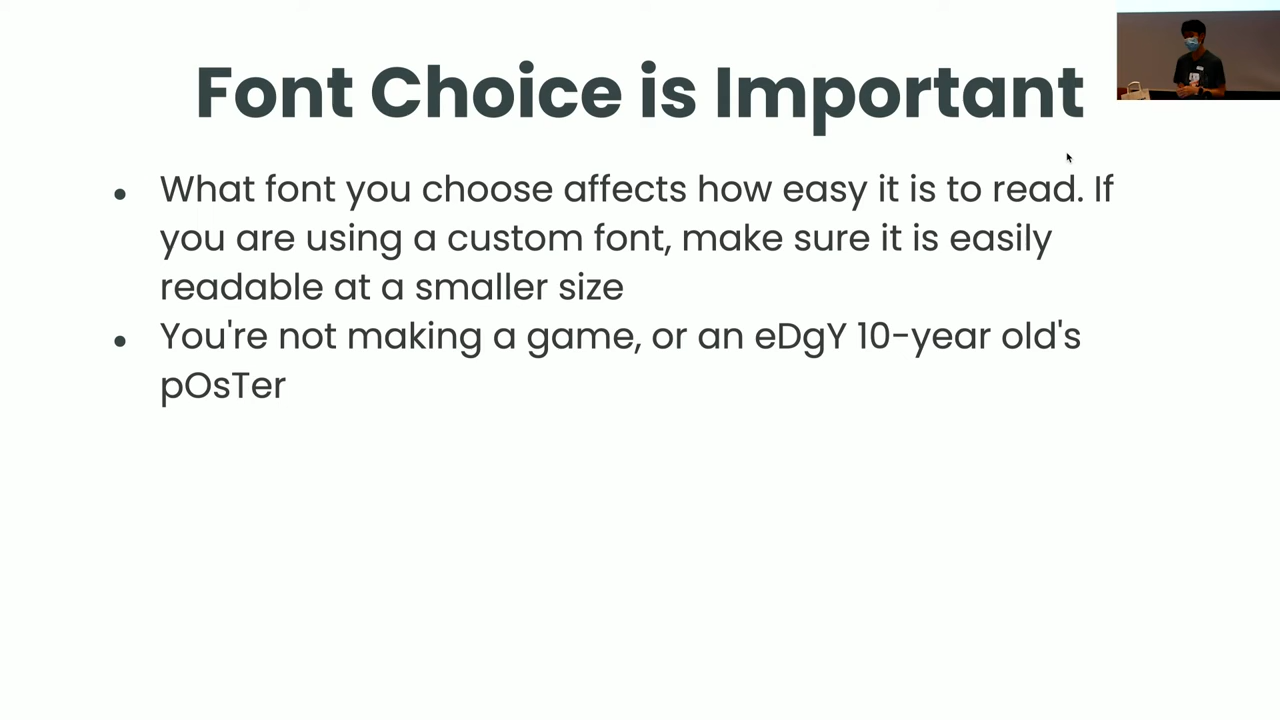 Font Choice is Important
• What font you choose affects how easy it is to read. If
you are using a custom font, make sure it is easily
readable at a smaller size
• You're not making a game, or an eDgY 10-year old's
pOsTer